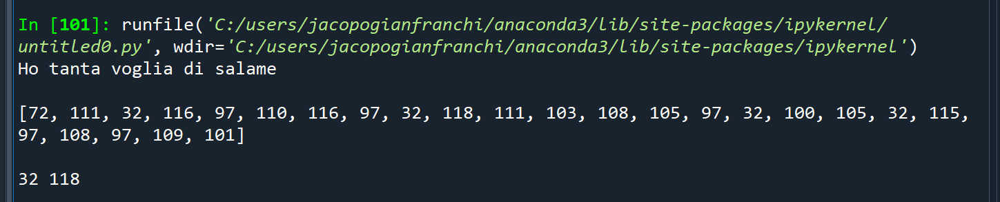 In [101]: runfile('C:/users/jacopogianfranchi/anaconda3/lib/site-packages/ipykernel/
untitled0.py', wdir='C:/users/jacopogianfranchi/anaconda3/lib/site-packages/ipykernel')
Ho tanta voglia di salame
[72, 111, 32, 116, 97, 110, 116, 97, 32, 118, 111, 103, 108, 105, 97, 32, 100, 105, 32, 115,
97, 108, 97, 109, 101]
32 118